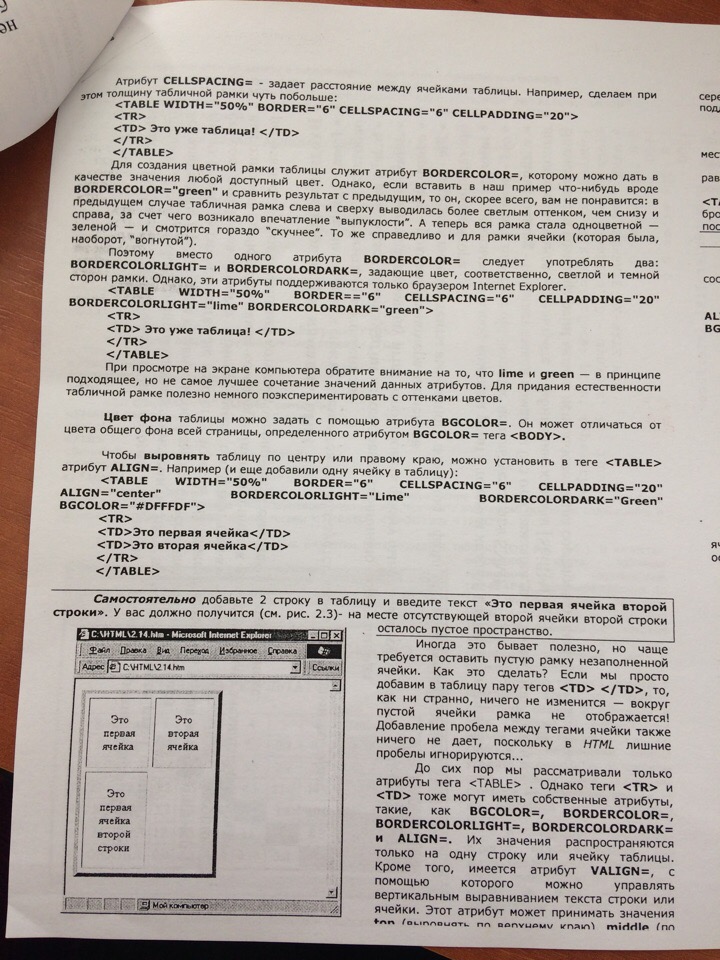 Атрибут CELLSPACING= - задает расстояние между ячейками таблицы. Например, сделаем при
этом толщину табличной рамки чуть побольше:
<TABLE WIDTH="50%" BORDER="6" CELLSPACING="6" CELLPADDING="20">
<TR>
<TD> Это уже таблица! </TD>
</TR>
</TABLE>
Для создания цветной рамки таблицы служит атрибут BORDERCOLOR=, которому можно дать в
качестве значения любой доступный цвет. Однако, если вставить в наш пример что-нибудь вроде
BORDERCOLOR="green" и сравнить результат с предыдущим, то он, скорее всего, вам не понравится: в
предыдущем случае табличная рамка слева и сверху выводилась более светлым оттенком, чем снизу и
справа, за счет чего возникало впечатление "выпуклости". А теперь вся рамка стала одноцветной —
зеленой — и смотрится гораздо "скучнее". То же справедливо и для рамки ячейки (которая была,
наоборот, "вогнутой").
Поэтому вместо одного атрибута BORDERCOLOR= следует употреблять два:
BORDERCOLORLIGHT= и BORDERCOLORDARK=, задающие цвет, соответственно, светлой и темной
сторон рамки. Однако, эти атрибуты поддерживаются только браузером Internet Explorer.
<TABLE WIDTH="50%" BORDER=="6" CELLSPACING="6" CELLPADDING="20"
BORDERCOLORLIGHT="lime" BORDERCOLORDARK="green">
<TR>
<TD> Это уже таблица! </TD>
</TR>
</TABLE>
При просмотре на экране компьютера обратите внимание на то, что lime и green — в принципе
подходящее, но не самое лучшее сочетание значений данных атрибутов. Для придания естественности
табличной рамке полезно немного поэкспериментировать с оттенками цветов.
Цвет фона таблицы можно задать с помощью атрибута BGCOLOR=. Он может отличаться от
цвета общего фона всей страницы, определенного атрибутом BGCOLOR= тега <BODY>.
Чтобы выровнять таблицу по центру или правому краю, можно установить в теге <TABLE>
атрибут ALIGN=. Например (и еще добавили одну ячейку в таблицу):
<TABLE WIDTH="50%" BORDER="6" CELLSPACING="6" CELLPADDING="20"
ALIGN="center" BORDERCOLORLIGHT="Lime" BORDERCOLORDARK="Green"
BGCOLOR="#DFFFDF">
<TR>
<TD>Это первая ячейка</TD>
<TD>Это вторая ячейка</TD>
</TR>
</TABLE>
Самостоятельно добавьте 2 строку в таблицу и введите текст «Это первая ячейка второй
строки». У вас должно получится (см. рис. 2.3)- на месте отсутствующей второй ячейки второй строки
осталось пустое пространство.
C:\HTML\2.14.htm - Microsoft Internet Explorer
Файл Правка Вид Переход Избранное Справка
Адрес C:\HTML\2.14.htm Ссылки
Это
первая
ячейка
Это
вторая
ячейка
Это
первая
ячейка
второй
строки
Мой компьютер
Иногда это бывает полезно, но чаще
требуется оставить пустую рамку незаполненной
ячейки. Как это сделать? Если мы просто
добавим в таблицу пару тегов <TD> </TD>, то,
как ни странно, ничего не изменится — вокруг
пустой ячейки рамка не отображается!
Добавление пробела между тегами ячейки также
ничего не дает, поскольку в HTML лишние
пробелы игнорируются...
До сих пор мы рассматривали только
атрибуты тега <TABLE> . Однако теги <TR> и
<TD> тоже могут иметь собственные атрибуты,
такие, как BGCOLOR=, BORDERCOLOR=,
BORDERCOLORLIGHT=, BORDERCOLORDARK=
и ALIGN=. Их значения распространяются
только на одну строку или ячейку таблицы.
Кроме того, имеется атрибут VALIGN=, с
помощью которого можно управлять
вертикальным выравниванием текста строки или
ячейки. Этот атрибут может принимать значения
top (выровнять по верхнему краю), middle (по